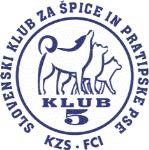 SLOVENSKI KLUB ZA ŠPICE IN PRATIPSKE PSE
KLUB
5
KZS - FCI